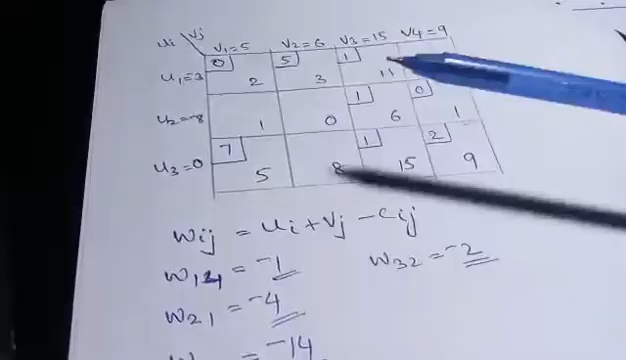 ui vj v1=5 v2=6 v3=15 v4=9
u1=3 0 2 5 3 1 11
u2=-8 1 0 1 6 0 1
u3=0 7 5 8 1 15 2 9
wij = ui + vj - cij
w14 = -1 w32 = -2
w21 = -4
= -14